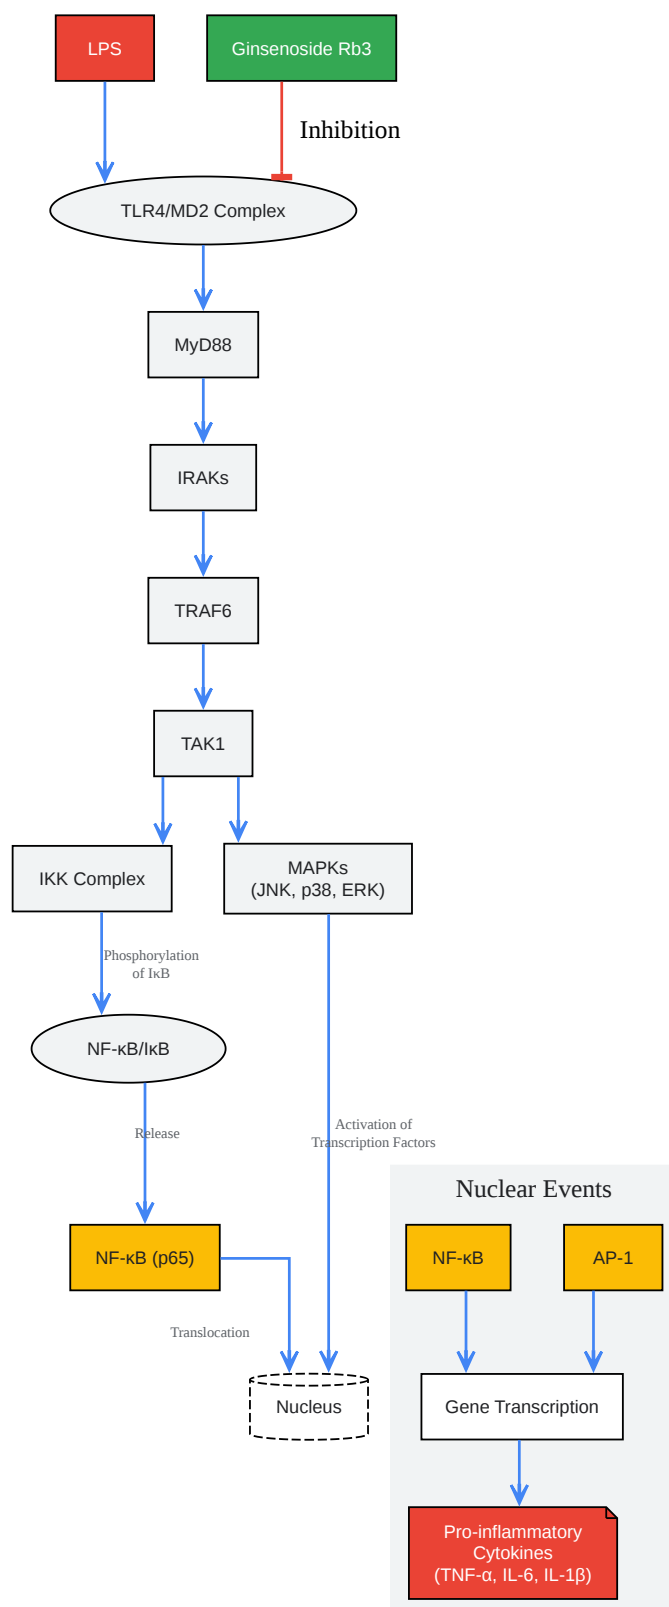 LPS
Ginsenoside Rb3
Inhibition
TLR4/MD2 Complex
MyD88
IRAKs
TRAF6
TAK1
IKK Complex
MAPKs
(JNK, p38, ERK)
Phosphorylation
of IκB
NF-κB/IκB
Release
Activation of
Transcription Factors
NF-κB (p65)
Translocation
Nucleus
Nuclear Events
NF-κB
AP-1
Gene Transcription
Pro-inflammatory
Cytokines
(TNF-α, IL-6, IL-1β)